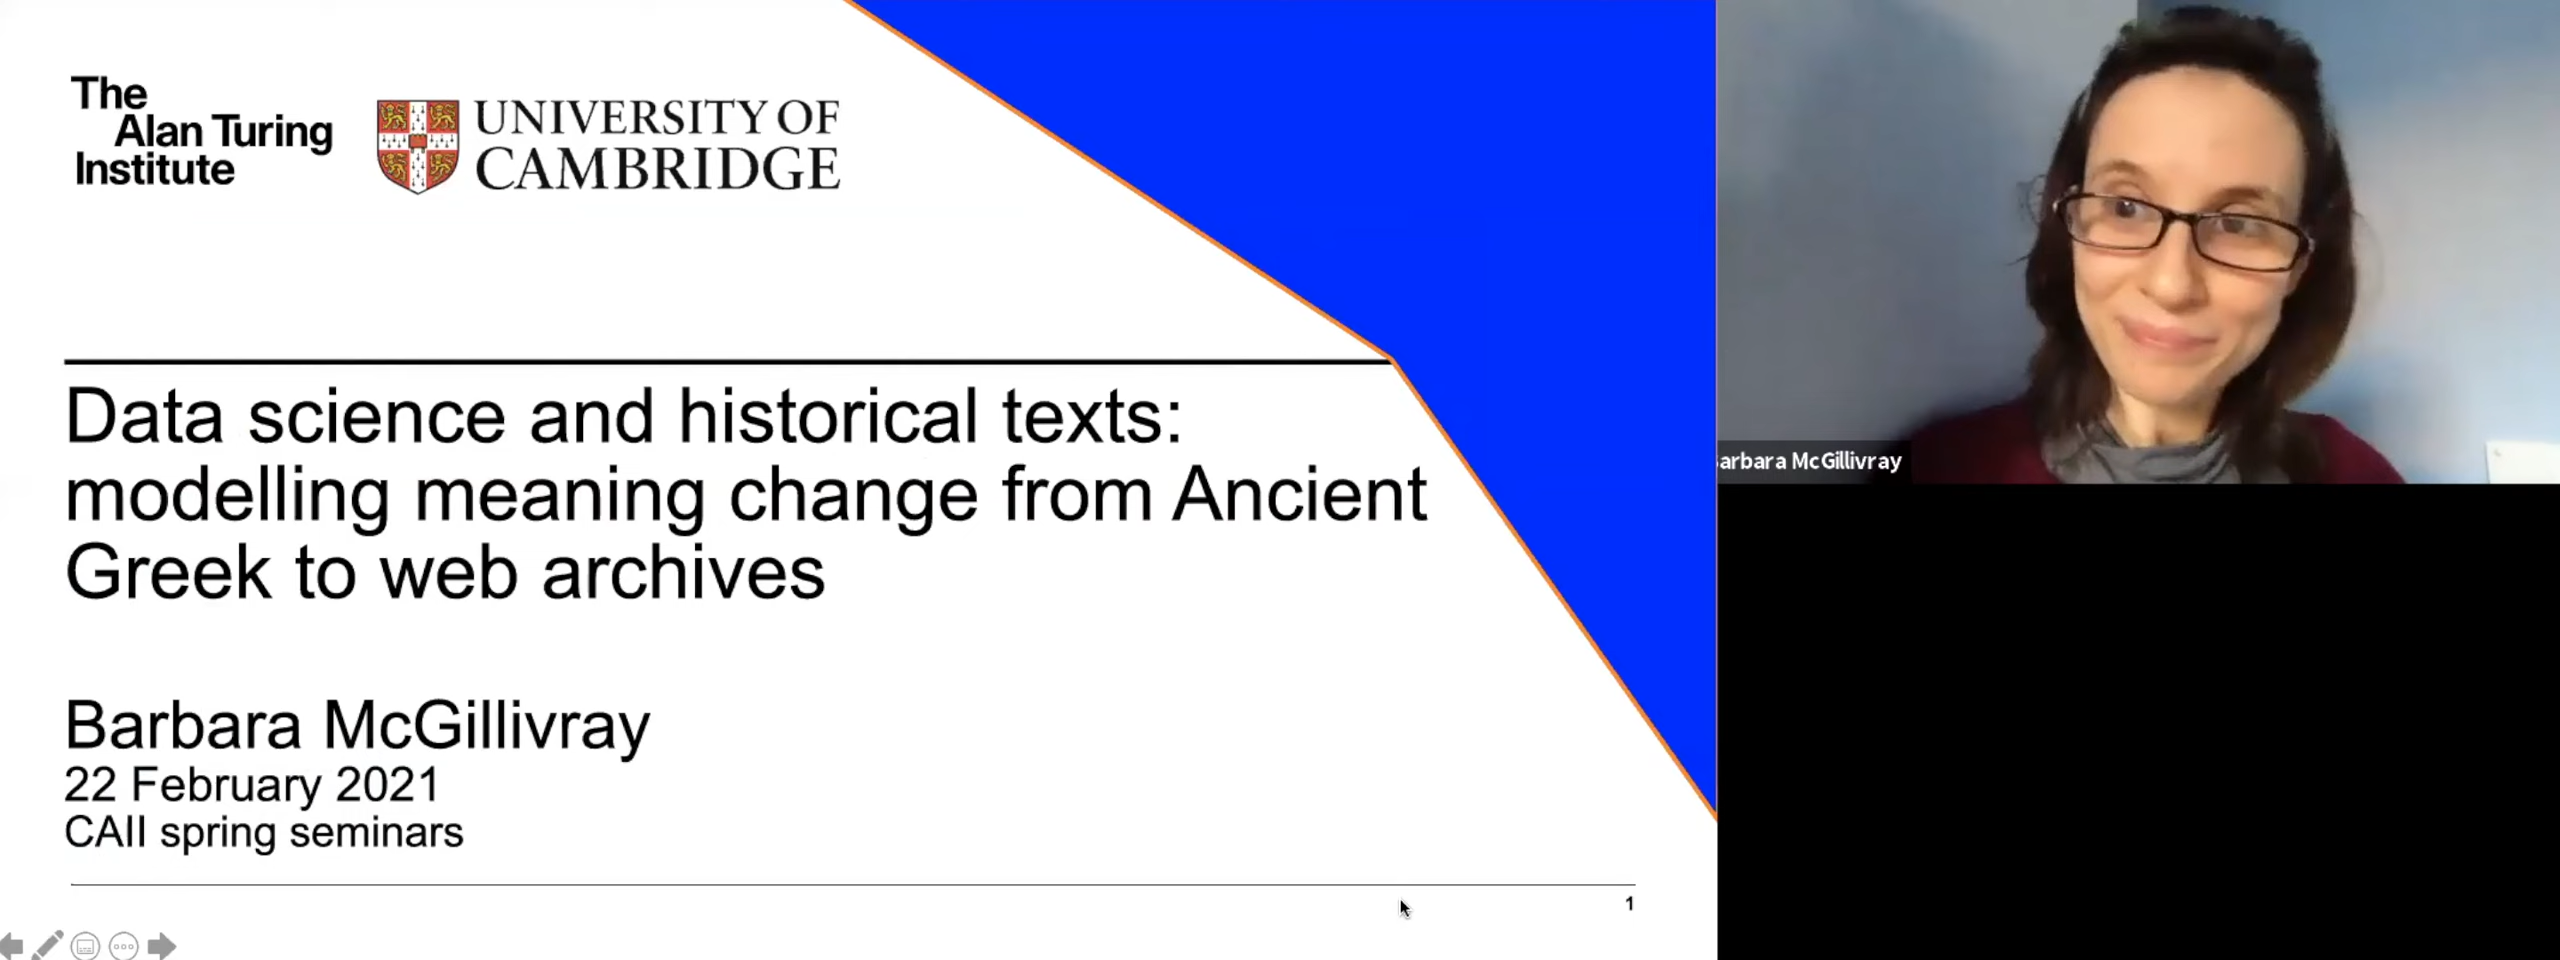 The
Alan Turing
Institute
UNIVERSITY OF
CAMBRIDGE
Data science and historical texts:
modelling meaning change from Ancient
Greek to web archives
Barbara McGillivray
22 February 2021
CAII spring seminars
1
arbara McGillivray